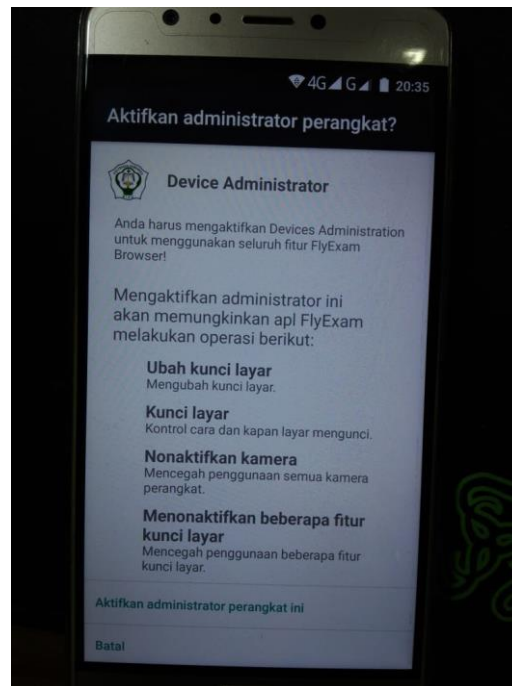 4G G 20:35
Aktifkan administrator perangkat?
Device Administrator
Anda harus mengaktifkan Devices Administration
untuk menggunakan seluruh fitur FlyExam
Browser!
Mengaktifkan administrator ini
akan memungkinkan apl FlyExam
melakukan operasi berikut:
Ubah kunci layar
Mengubah kunci layar.
Kunci layar
Kontrol cara dan kapan layar mengunci.
Nonaktifkan kamera
Mencegah penggunaan semua kamera
perangkat.
Menonaktifkan beberapa fitur
kunci layar
Mencegah penggunaan beberapa fitur
kunci layar.
Aktifkan administrator perangkat ini
Batal